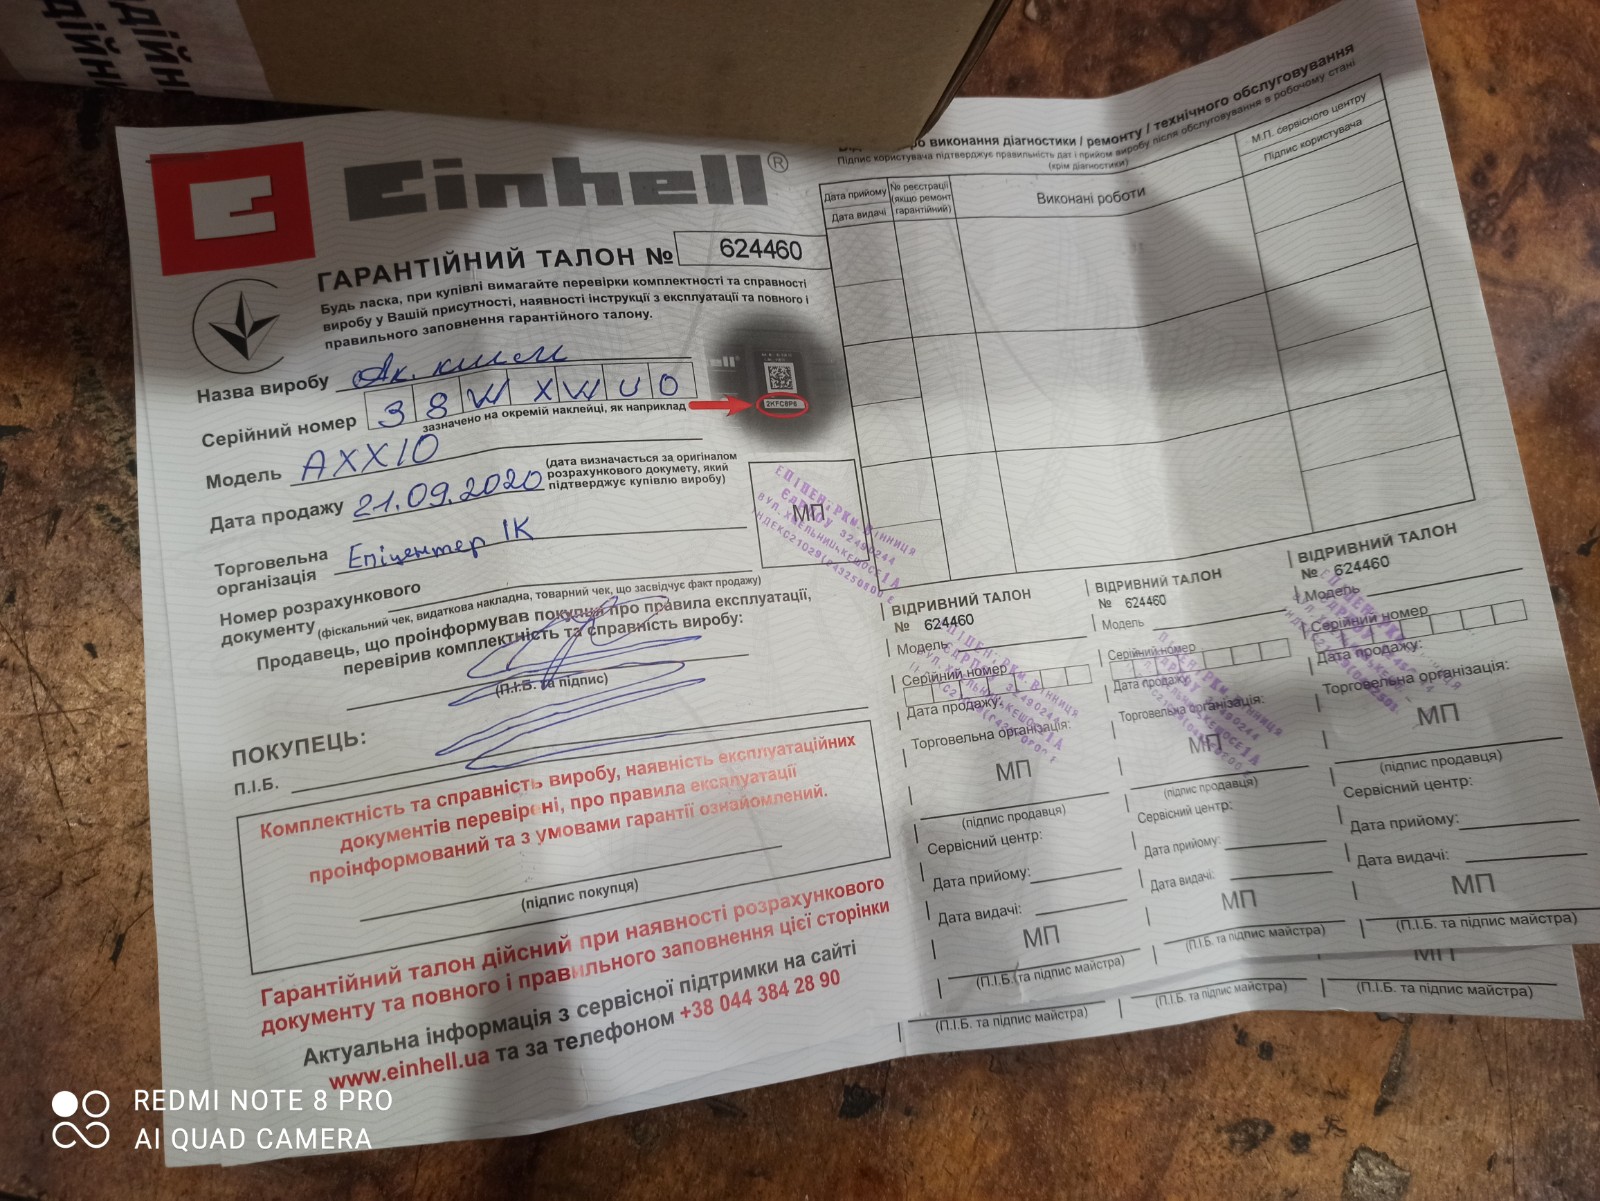 Einhell®
ГАРАНТІЙНИЙ ТАЛОН № 624460
Будь ласка, при купівлі вимагайте перевірки комплектності та справності
виробу у Вашій присутності, наявності інструкції з експлуатації та повного і
правильного заповнення гарантійного талону.
Назва виробу Ак.
Серійний номер 3 8 W X W U O
зазначено на окремій наклейці, як наприклад
2KFC8P6
Модель AXXIO
Дата продажу 21.09.2020
(дата визначається за оригіналом
розрахункового докумету, який
підтверджує купівлю виробу)
Торговельна
організація Епіцентр ІК
МП
Номер розрахункового
документу
(фіскальний чек, видаткова накладна, товарний чек, що засвідчує факт продажу)
Продавець, що проінформував покупця про правила експлуатації,
перевірив комплектність та справність виробу:
(П.І.Б. та підпис)
ПОКУПЕЦЬ:
П.І.Б.
Комплектність та справність виробу, наявність експлуатаційних
документів перевірені, про правила експлуатації
проінформований та з умовами гарантії ознайомлений.
(підпис покупця)
Гарантійний талон дійсний при наявності розрахункового
документу та повного і правильного заповнення цієї сторінки
Актуальна інформація з сервісної підтримки на сайті
www.einhell.ua та за телефоном +38 044 384 28 90
виконання діагностики / ремонту / технічного обслуговування
Підпис користувача підтверджує правильність дат і прийом виробу після обслуговування в робочому стані
(крім діагностики)
Дата прийому
Дата видачі
№ реєстрації
(якщо ремонт
гарантійний)
Виконані роботи
М.П. сервісного центру
Підпис користувача
ВІДРИВНИЙ ТАЛОН
№ 624460
Модель
Серійний номер
Дата продажу:
Торговельна організація:
МП
(підпис продавця)
Сервісний центр:
Дата прийому:
Дата видачі:
МП
(П.І.Б. та підпис майстра)
(П.І.Б. та підпис майстра)
ВІДРИВНИЙ ТАЛОН
№ 624460
Модель
Серійний номер
Дата продажу
Торговельна організація:
МП
(підпис продавця)
Сервісний центр:
Дата прийому:
Дата видачі:
МП
(П.І.Б. та підпис майстра)
(П.І.Б. та підпис майстра)
ВІДРИВНИЙ ТАЛОН
№ 624460
Модель
Серійний номер
Дата продажу:
Торговельна організація:
МП
(підпис продавця)
Сервісний центр:
Дата прийому:
Дата видачі:
МП
(П.І.Б. та підпис майстра)
МП
(П.І.Б. та підпис майстра)
REDMI NOTE 8 PRO
AI QUAD CAMERA